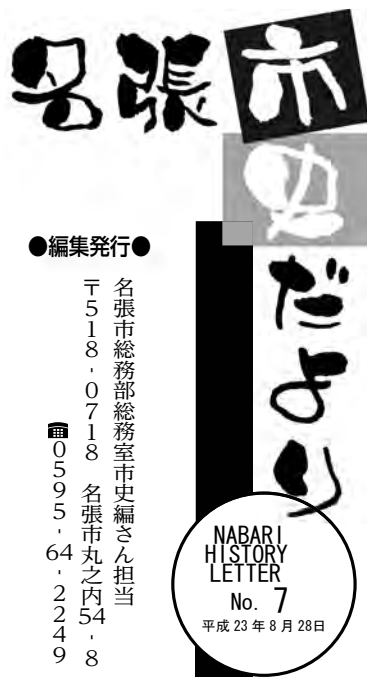 名張市史だより
●編集発行●
名張市総務部総務室市史編さん担当
〒518-0718 名張市丸之内54-8
☎0595-64-2249
NABARI
HISTORY
LETTER
No. 7
平成23年8月28日